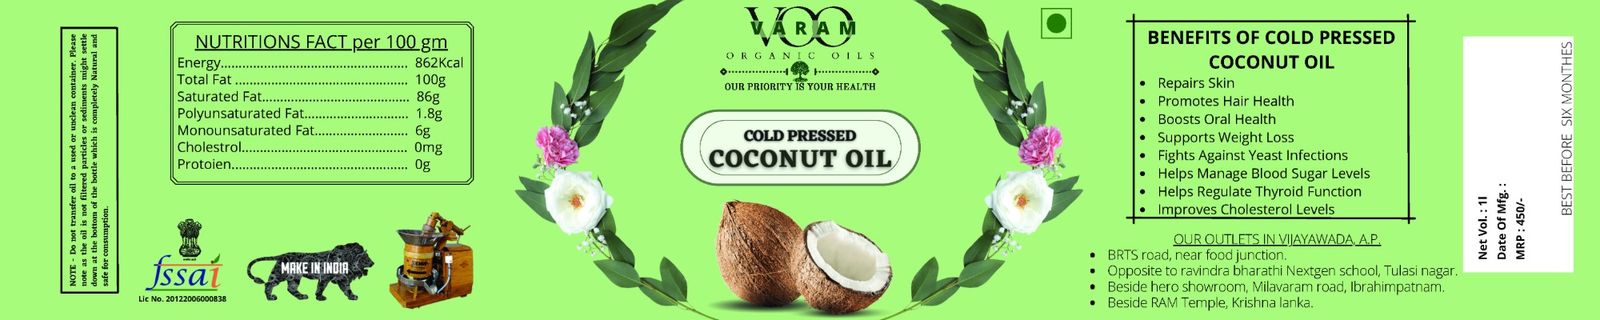 NOTE - Do not transfer oil to a used or unclean container. Please
note as the oil is not filtered particles or sediments might settle
down at the bottom of the bottle which is completely Natural and
safe for consumption.
NUTRITIONS FACT per 100 gm
Energy............................................. 862Kcal
Total Fat .......................................... 100g
Saturated Fat................................... 86g
Polyunsaturated Fat......................... 1.8g
Monounsaturated Fat...................... 6g
Cholestrol........................................ 0mg
Protoien........................................... 0g
fssai
Lic No. 20122006000838
MAKE IN INDIA
VOO
VARAM
ORGANIC OILS
OUR PRIORITY IS YOUR HEALTH
COLD PRESSED
COCONUT OIL
BENEFITS OF COLD PRESSED
COCONUT OIL
• Repairs Skin
• Promotes Hair Health
• Boosts Oral Health
• Supports Weight Loss
• Fights Against Yeast Infections
• Helps Manage Blood Sugar Levels
• Helps Regulate Thyroid Function
• Improves Cholesterol Levels
OUR OUTLETS IN VIJAYAWADA, A.P.
• BRTS road, near food junction.
• Opposite to ravindra bharathi Nextgen school, Tulasi nagar.
• Beside hero showroom, Milavaram road, Ibrahimpatnam.
• Beside RAM Temple, Krishna lanka.
Net Vol. : 1l
Date Of Mfg. :
MRP : 450/-
BEST BEFORE SIX MONTHES